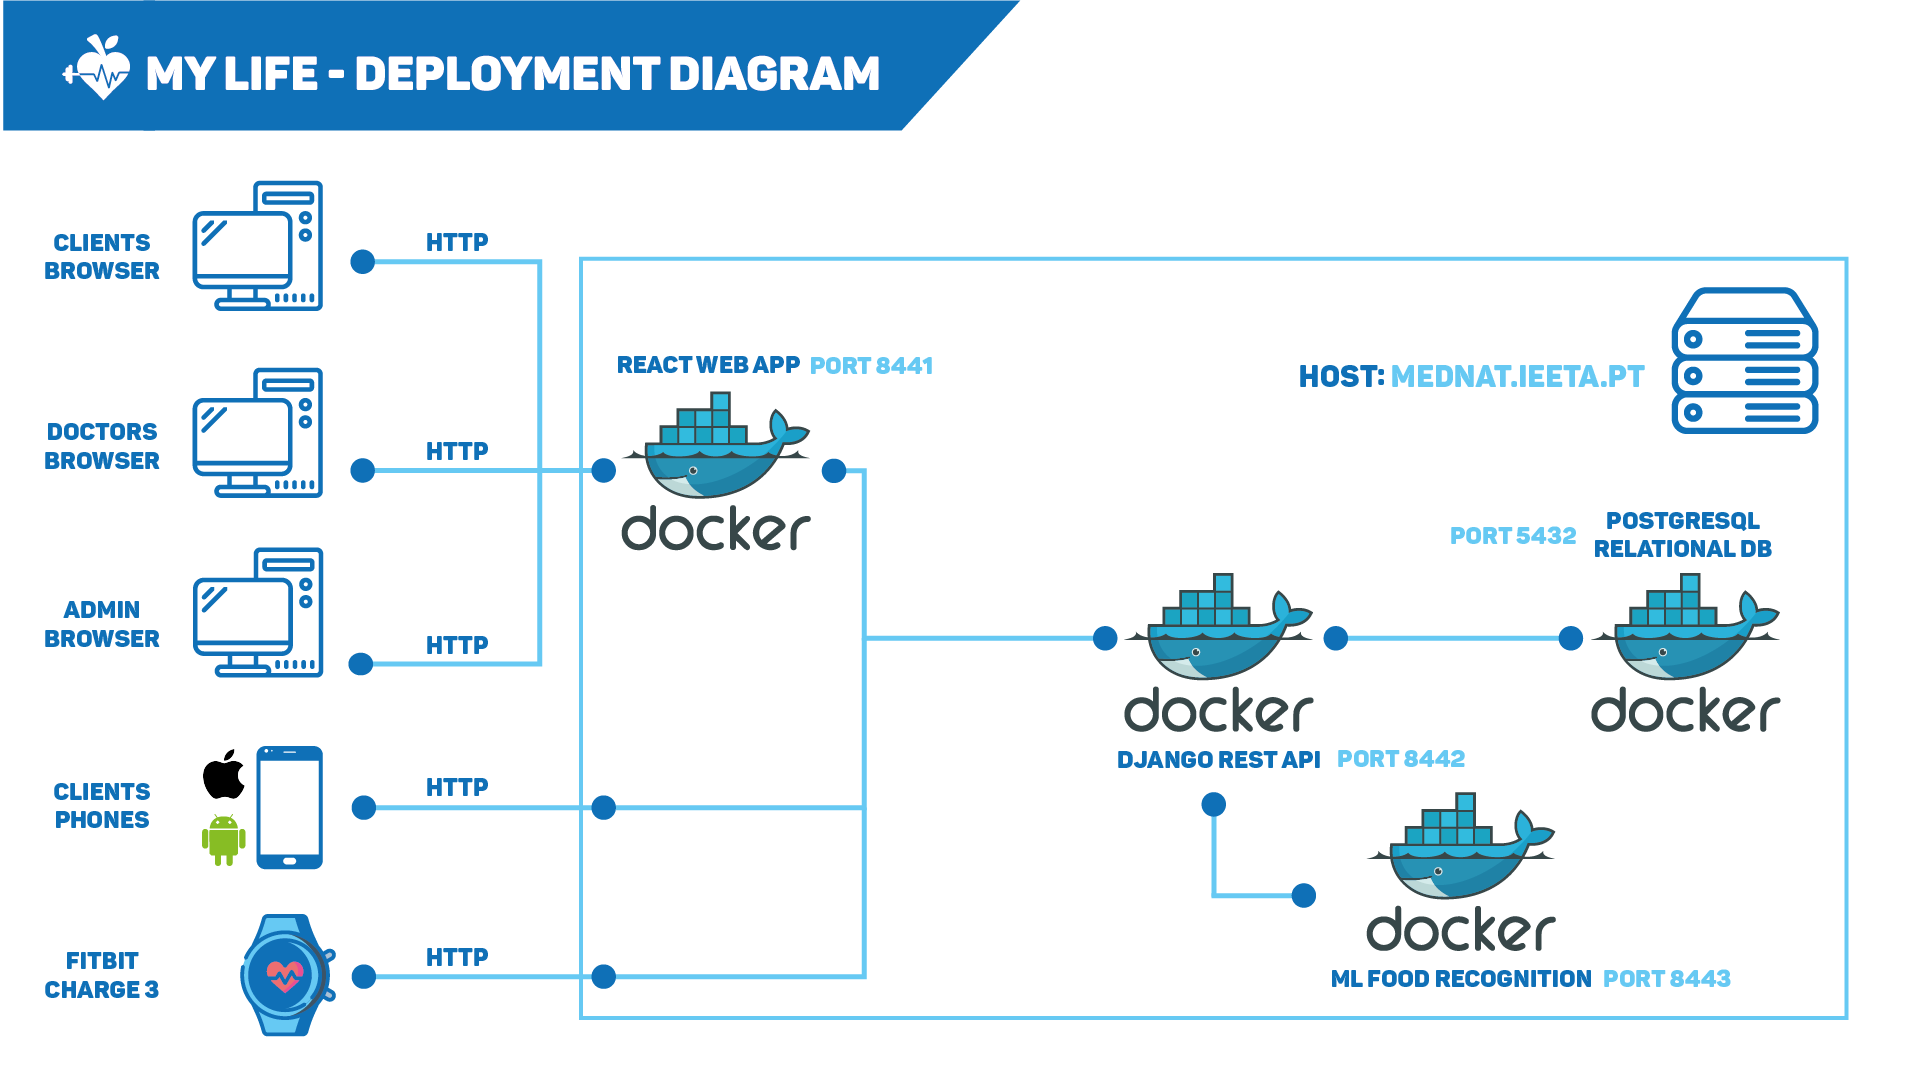 MY LIFE - DEPLOYMENT DIAGRAM
CLIENTS
BROWSER
HTTP
DOCTORS
BROWSER
HTTP
ADMIN
BROWSER
HTTP
CLIENTS
PHONES
HTTP
FITBIT
CHARGE 3
HTTP
REACT WEB APP PORT 8441
docker
HOST: MEDNAT.IEETA.PT
PORT 5432
POSTGRESQL
RELATIONAL DB
docker
docker
DJANGO REST API PORT 8442
docker
ML FOOD RECOGNITION PORT 8443